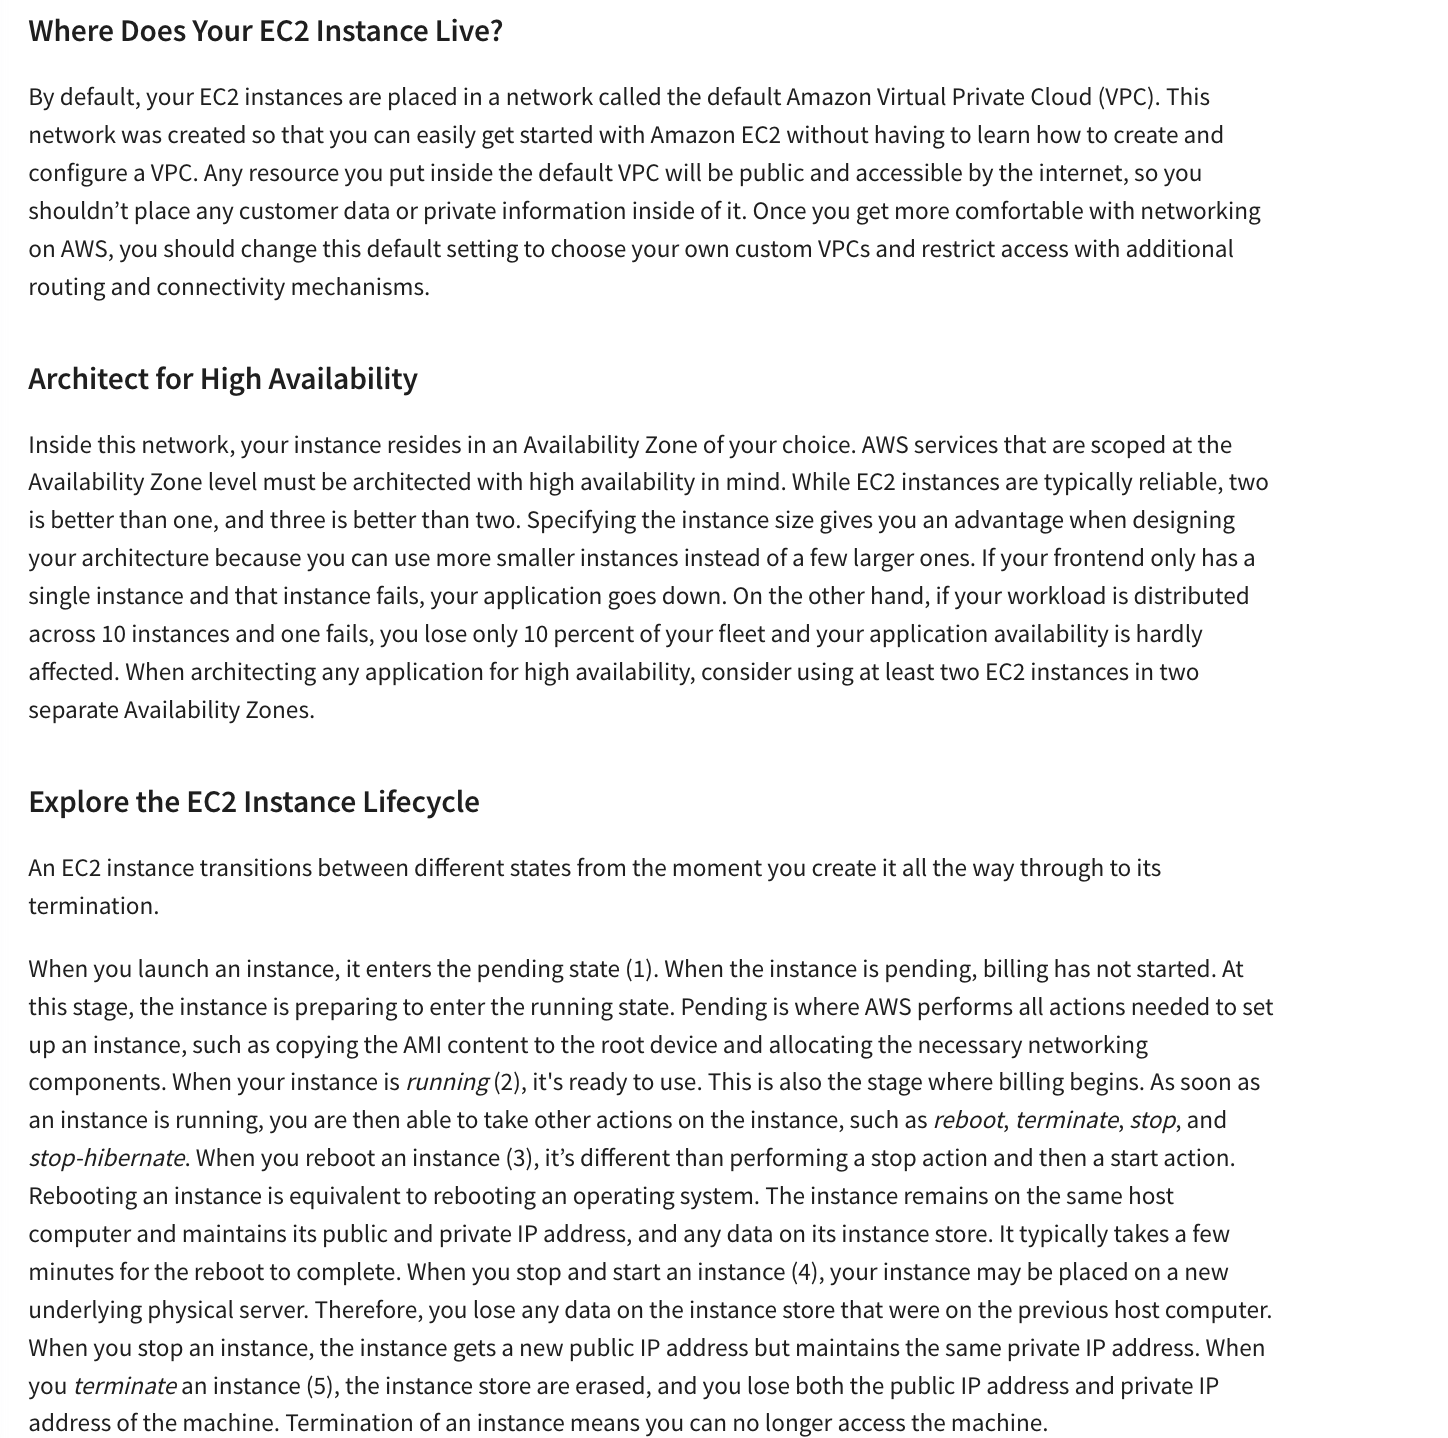 Where Does Your EC2 Instance Live?
By default, your EC2 instances are placed in a network called the default Amazon Virtual Private Cloud (VPC). This
network was created so that you can easily get started with Amazon EC2 without having to learn how to create and
configure a VPC. Any resource you put inside the default VPC will be public and accessible by the internet, so you
shouldn’t place any customer data or private information inside of it. Once you get more comfortable with networking
on AWS, you should change this default setting to choose your own custom VPCs and restrict access with additional
routing and connectivity mechanisms.
Architect for High Availability
Inside this network, your instance resides in an Availability Zone of your choice. AWS services that are scoped at the
Availability Zone level must be architected with high availability in mind. While EC2 instances are typically reliable, two
is better than one, and three is better than two. Specifying the instance size gives you an advantage when designing
your architecture because you can use more smaller instances instead of a few larger ones. If your frontend only has a
single instance and that instance fails, your application goes down. On the other hand, if your workload is distributed
across 10 instances and one fails, you lose only 10 percent of your fleet and your application availability is hardly
affected. When architecting any application for high availability, consider using at least two EC2 instances in two
separate Availability Zones.
Explore the EC2 Instance Lifecycle
An EC2 instance transitions between different states from the moment you create it all the way through to its
termination.
When you launch an instance, it enters the pending state (1). When the instance is pending, billing has not started. At
this stage, the instance is preparing to enter the running state. Pending is where AWS performs all actions needed to set
up an instance, such as copying the AMI content to the root device and allocating the necessary networking
components. When your instance is running (2), it's ready to use. This is also the stage where billing begins. As soon as
an instance is running, you are then able to take other actions on the instance, such as reboot, terminate, stop, and
stop-hibernate. When you reboot an instance (3), it’s different than performing a stop action and then a start action.
Rebooting an instance is equivalent to rebooting an operating system. The instance remains on the same host
computer and maintains its public and private IP address, and any data on its instance store. It typically takes a few
minutes for the reboot to complete. When you stop and start an instance (4), your instance may be placed on a new
underlying physical server. Therefore, you lose any data on the instance store that were on the previous host computer.
When you stop an instance, the instance gets a new public IP address but maintains the same private IP address. When
you terminate an instance (5), the instance store are erased, and you lose both the public IP address and private IP
address of the machine. Termination of an instance means you can no longer access the machine.